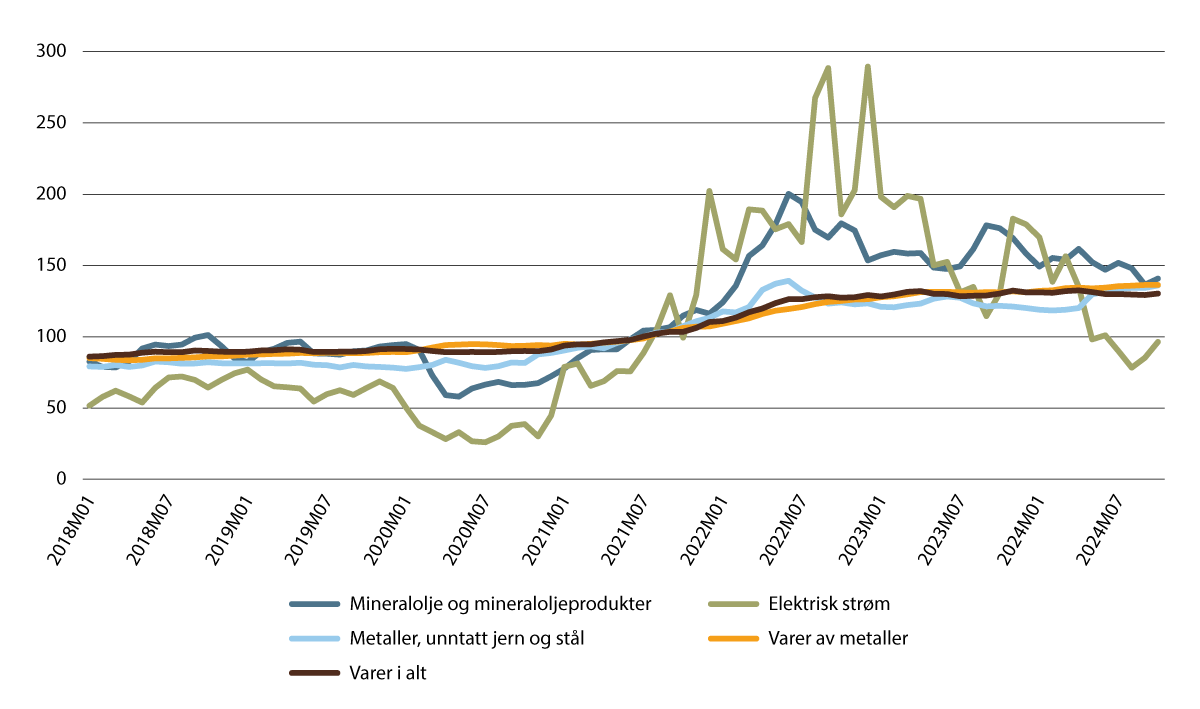 300
250
200
150
100
50
0
2018M01
2018M07
2019M01
2019M07
2020M01
2020M07
2021M01
2021M07
2022M01
2022M07
2023M01
2023M07
2024M01
2024M07
Mineralolje og mineraloljeprodukter
Elektrisk strøm
Metaller, unntatt jern og stål
Varer av metaller
Varer i alt